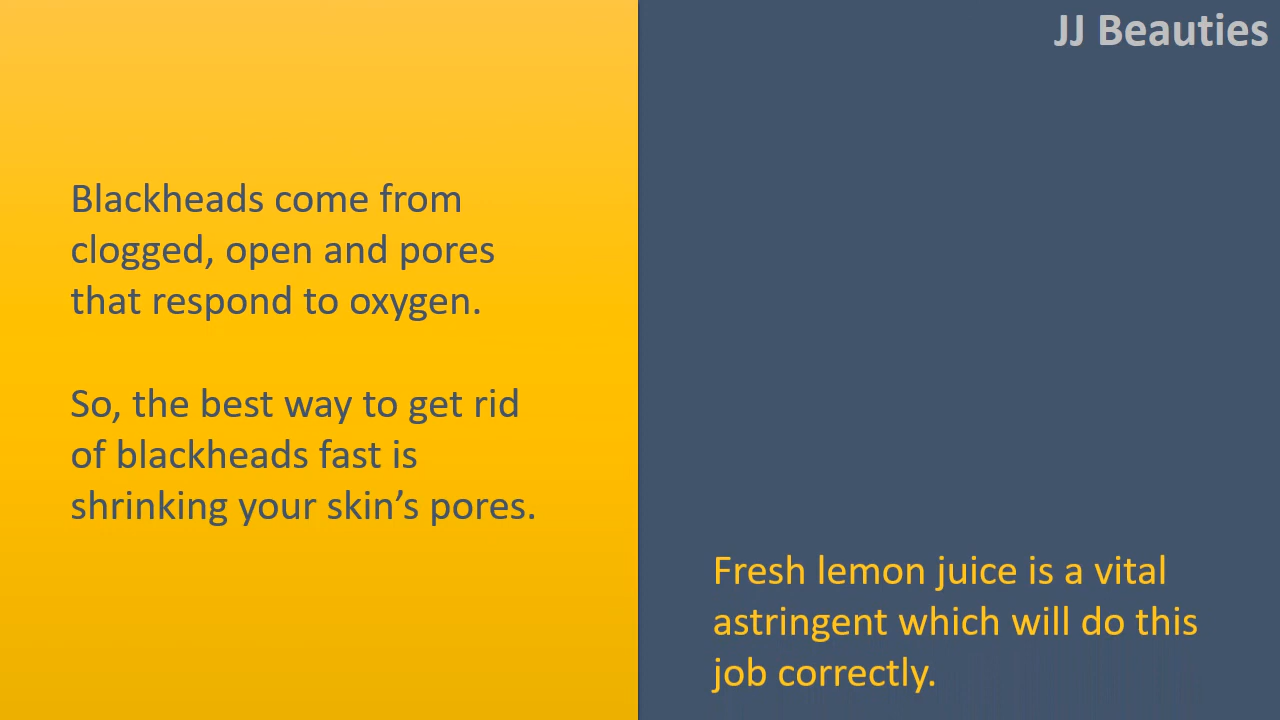 JJ Beauties
Blackheads come from
clogged, open and pores
that respond to oxygen.
So, the best way to get rid
of blackheads fast is
shrinking your skin’s pores.
Fresh lemon juice is a vital
astringent which will do this
job correctly.